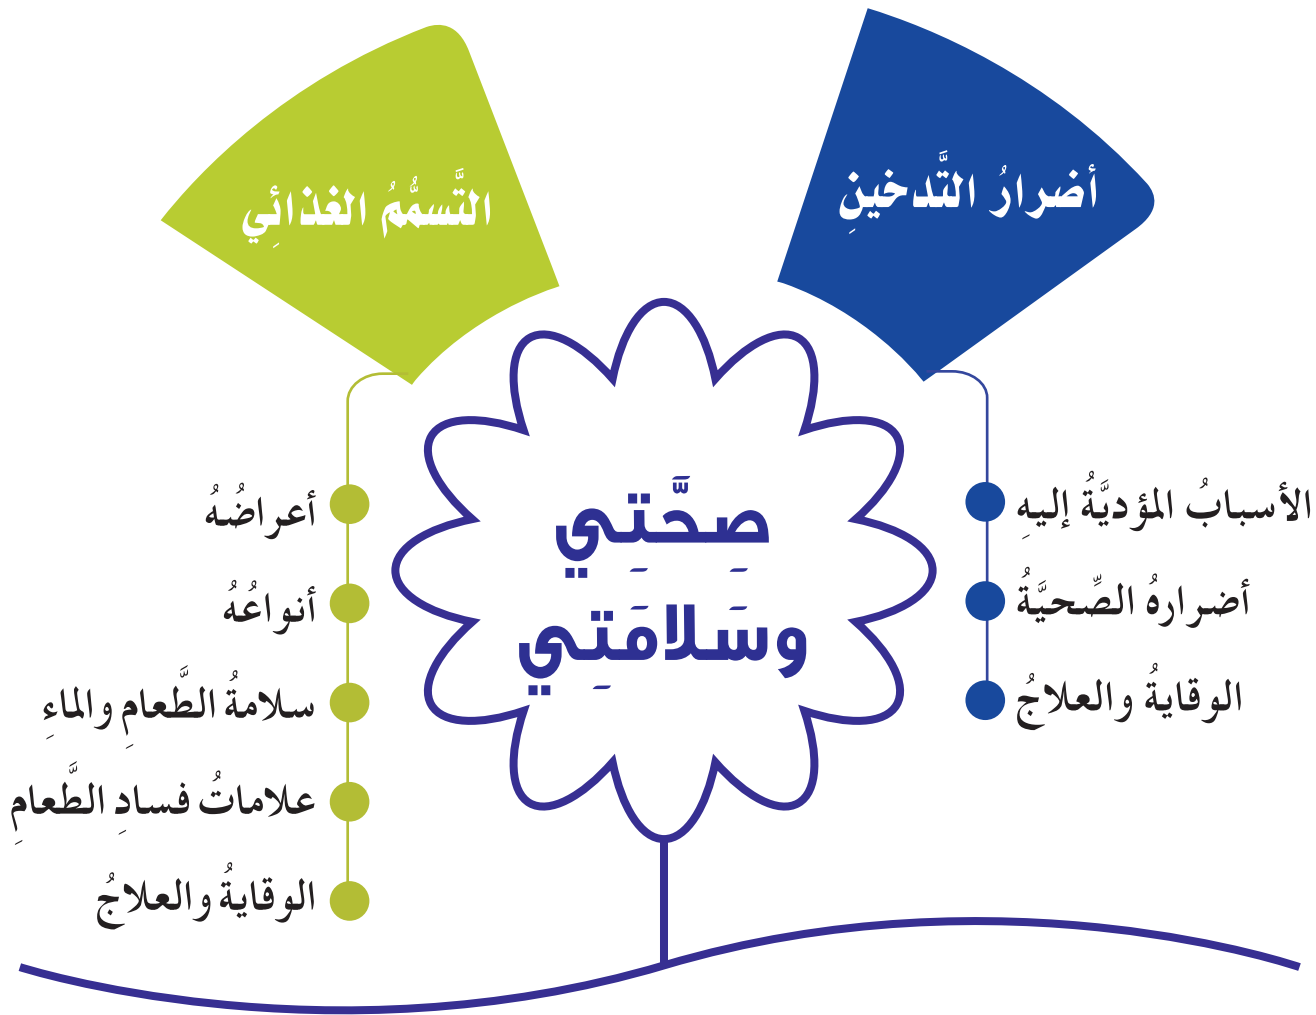 أضرارُ التَّدخينِ
الأسبابُ المؤديَّةُ إليهِ
أضرارهُ الصِّحيَّةُ
الوقايةُ والعلاجُ
صِحَّتِي
وسَلامَتِي
التَّسمُّمُ الغذائِي
أعراضُهُ
أنواعُهُ
سلامةُ الطَّعامِ والماءِ
علاماتُ فسادِ الطَّعامِ
الوقايةُ والعلاجُ